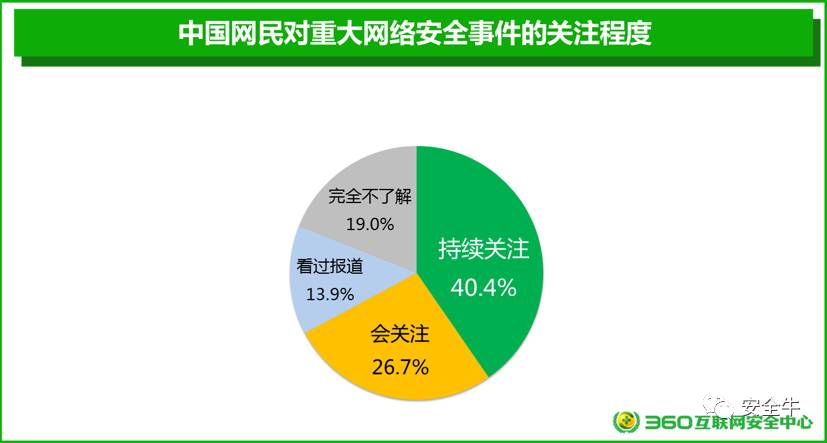 中国网民对重大网络安全事件的关注程度
完全不了解
19.0%
持续关注
40.4%
看过报道
13.9%
会关注
26.7%
安全牛
360互联网安全中心